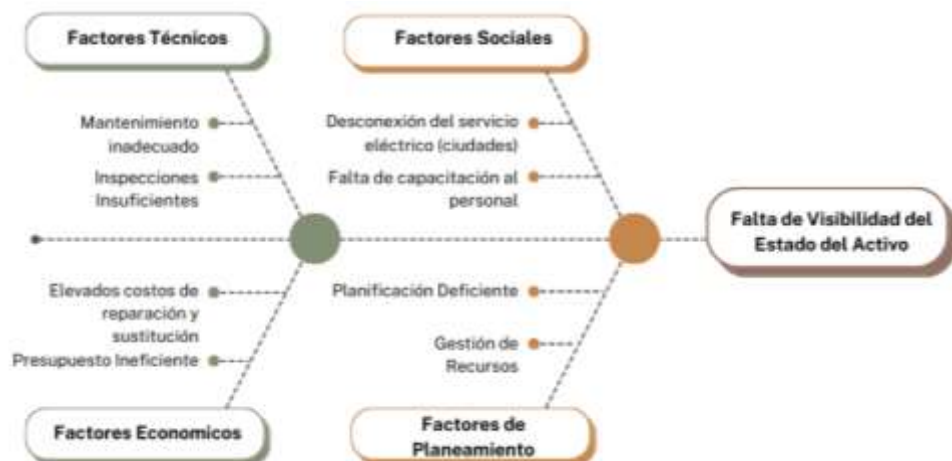 Factores Técnicos
Mantenimiento
inadecuado
Inspecciones
Insuficientes
Factores Sociales
Desconexión del servicio
eléctrico (ciudades)
Falta de capacitación al
personal
Falta de Visibilidad del
Estado del Activo
Elevados costos de
reparación y
sustitución
Presupuesto Ineficiente
Factores Economicos
Planificación Deficiente
Gestión de
Recursos
Factores de
Planeamiento